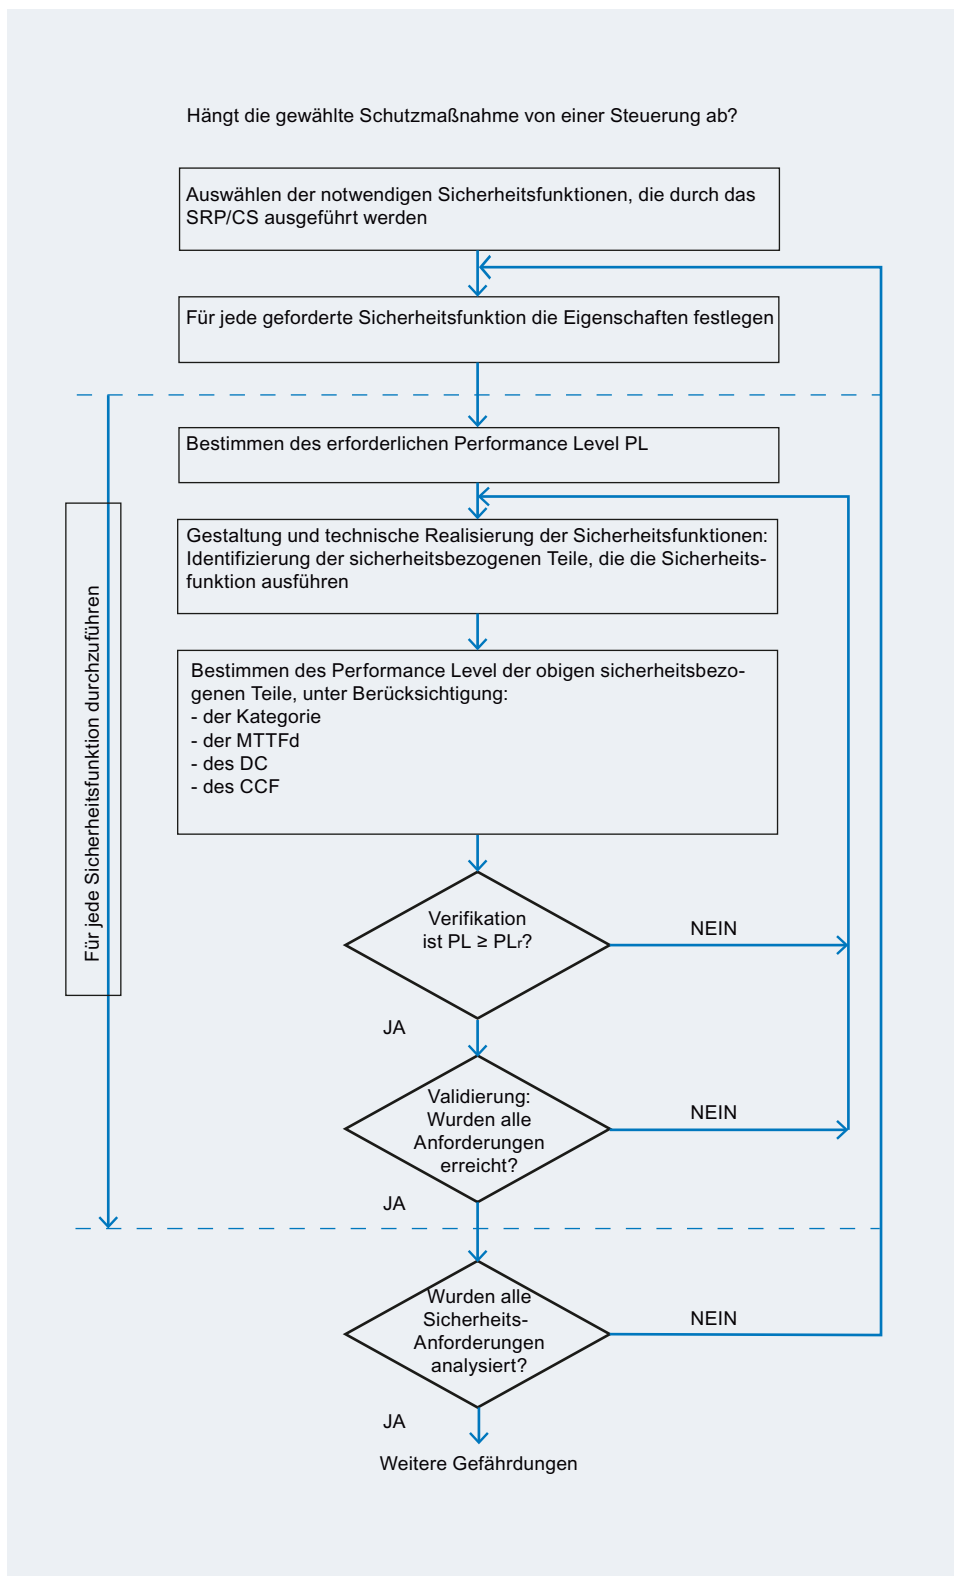 Hängt die gewählte Schutzmaßnahme von einer Steuerung ab?
Auswählen der notwendigen Sicherheitsfunktionen, die durch das
SRP/CS ausgeführt werden
Für jede geforderte Sicherheitsfunktion die Eigenschaften festlegen
Bestimmen des erforderlichen Performance Level PL
Gestaltung und technische Realisierung der Sicherheitsfunktionen:
Identifizierung der sicherheitsbezogenen Teile, die die Sicherheits-
funktion ausführen
Für jede Sicherheitsfunktion durchzuführen
Bestimmen des Performance Level der obigen sicherheitsbezo-
genen Teile, unter Berücksichtigung:
- der Kategorie
- der MTTFd
- des DC
- des CCF
Verifikation
ist PL ≥ PLr?
NEIN
JA
Validierung:
Wurden alle
Anforderungen
erreicht?
NEIN
JA
Wurden alle
Sicherheits-
Anforderungen
analysiert?
NEIN
JA
Weitere Gefährdungen